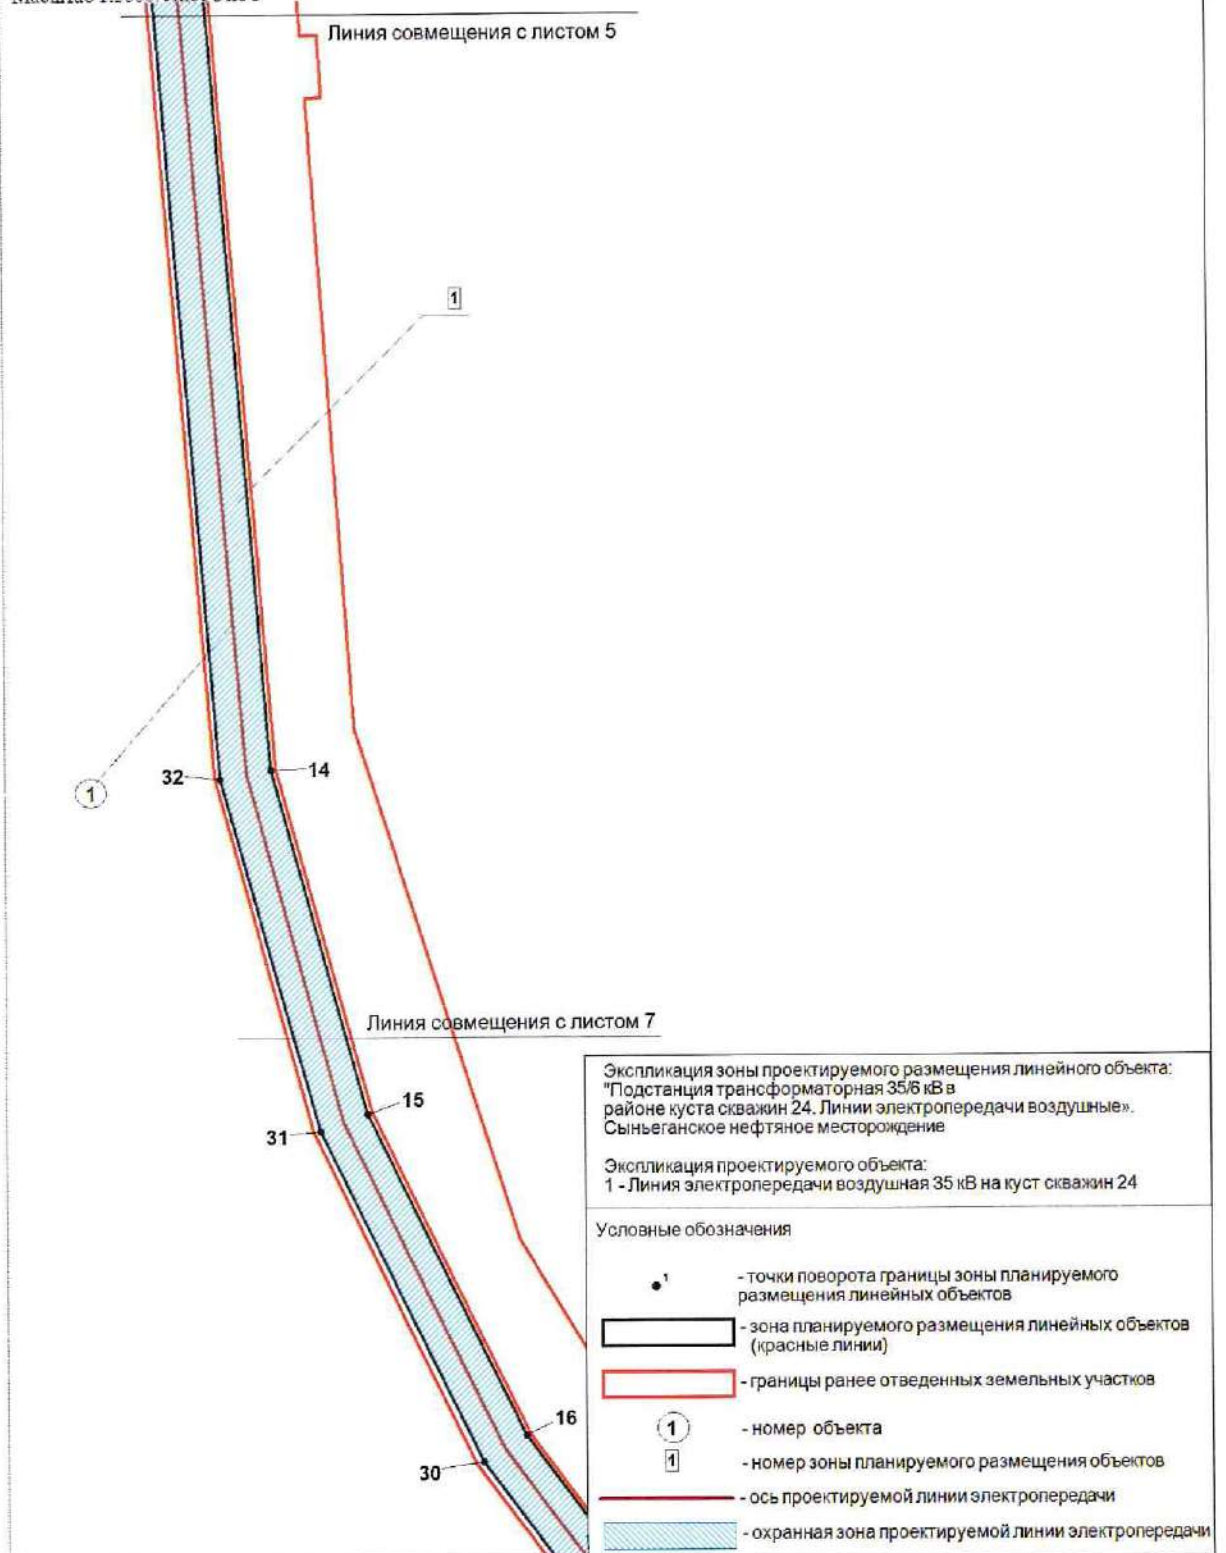 Линия совмещения с листом 5
1
32
14
1
Линия совмещения с листом 7
15
31
16
30
Экспликация зоны проектируемого размещения линейного объекта:
"Подстанция трансформаторная 35/6 кВ в
районе куста скважин 24. Линии электропередачи воздушные».
Сыньеганское нефтяное месторождение
Экспликация проектируемого объекта:
1 - Линия электропередачи воздушная 35 кВ на куст скважин 24
Условные обозначения
1
- точки поворота границы зоны планируемого
размещения линейных объектов
- зона планируемого размещения линейных объектов
(красные линии)
- границы ранее отведенных земельных участков
1 - номер объекта
1 - номер зоны планируемого размещения объектов
- ось проектируемой линии электропередачи
- охранная зона проектируемой линии электропередачи